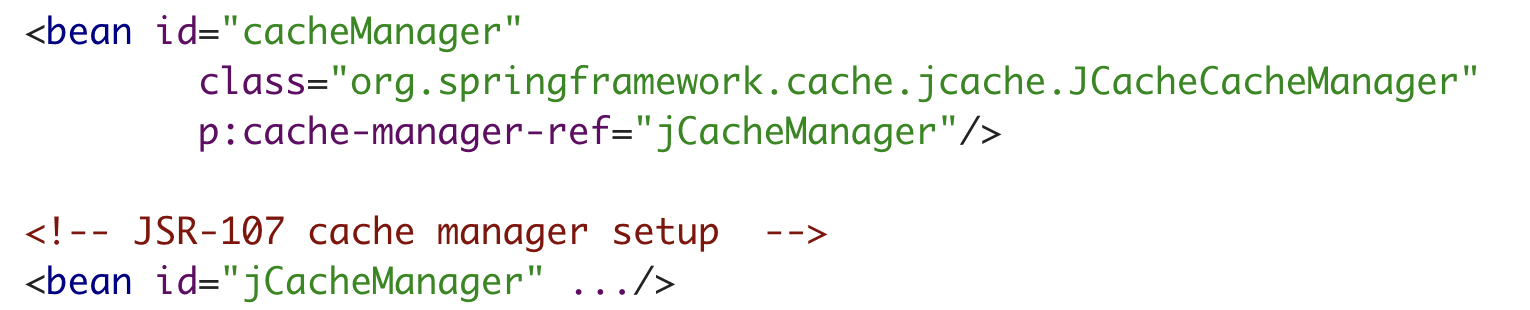 <bean id="cacheManager"
        class="org.springframework.cache.jcache.JCacheCacheManager"
        p:cache-manager-ref="jCacheManager"/>

<!-- JSR-107 cache manager setup  -->
<bean id="jCacheManager" .../>